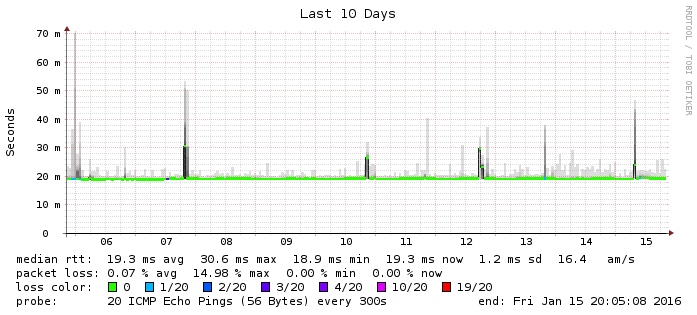 Last 10 Days
RRDTOOL / TOBI OETIKER
Seconds
70 m
60 m
50 m
40 m
30 m
20 m
10 m
0
06 07 08 09 10 11 12 13 14 15
median rtt: 19.3 ms avg 30.6 ms max 18.9 ms min 19.3 ms now 1.2 ms sd 16.4 am/s
packet loss: 0.07 % avg 14.98 % max 0.00 % min 0.00 % now
loss color: 0 1/20 2/20 3/20 4/20 10/20 19/20
probe: 20 ICMP Echo Pings (56 Bytes) every 300s end: Fri Jan 15 20:05:08 2016